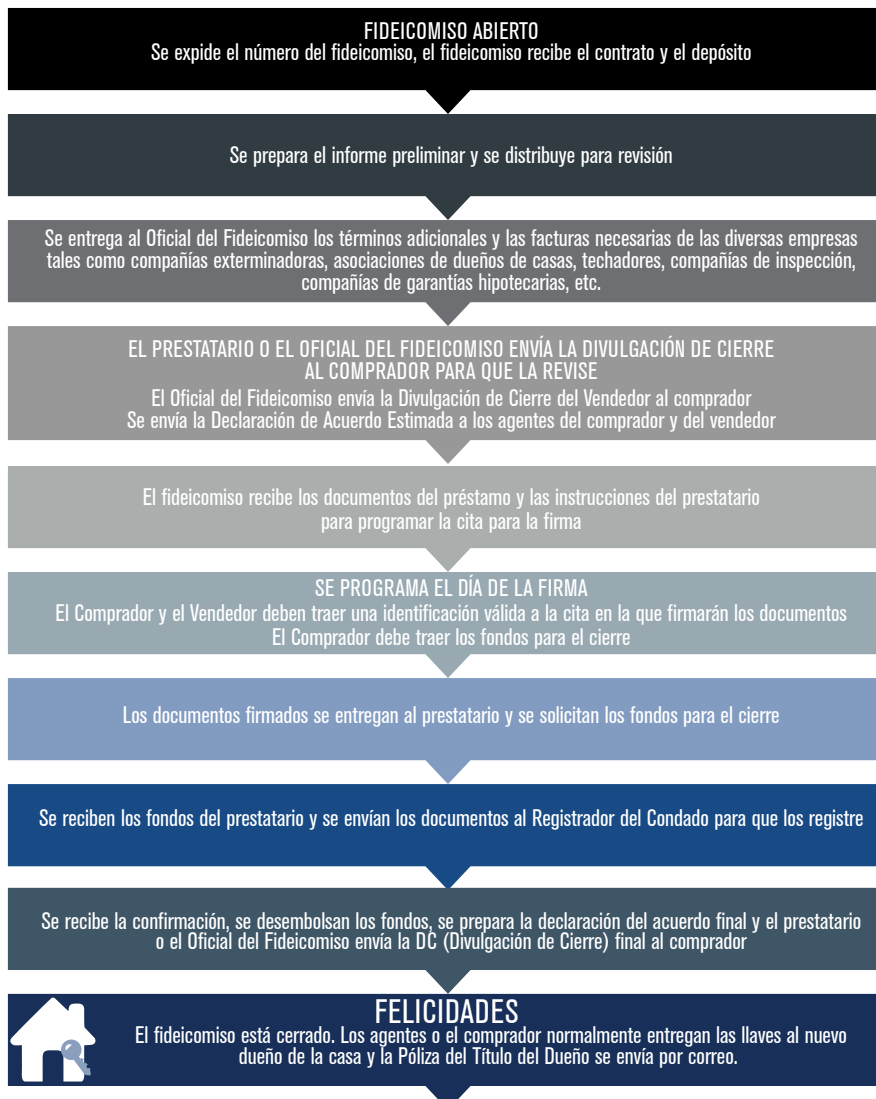 FIDEICOMISO ABIERTO
Se expide el número del fideicomiso, el fideicomiso recibe el contrato y el depósito
Se prepara el informe preliminar y se distribuye para revisión
Se entrega al Oficial del Fideicomiso los términos adicionales y las facturas necesarias de las diversas empresas
tales como compañías exterminadoras, asociaciones de dueños de casas, techadores, compañías de inspección,
compañías de garantías hipotecarias, etc.
EL PRESTATARIO O EL OFICIAL DEL FIDEICOMISO ENVÍA LA DIVULGACIÓN DE CIERRE
AL COMPRADOR PARA QUE LA REVISE
El Oficial del Fideicomiso envía la Divulgación de Cierre del Vendedor al comprador
Se envía la Declaración de Acuerdo Estimada a los agentes del comprador y del vendedor
El fideicomiso recibe los documentos del préstamo y las instrucciones del prestatario
para programar la cita para la firma
SE PROGRAMA EL DÍA DE LA FIRMA
El Comprador y el Vendedor deben traer una identificación válida a la cita en la que firmarán los documentos
El Comprador debe traer los fondos para el cierre
Los documentos firmados se entregan al prestatario y se solicitan los fondos para el cierre
Se reciben los fondos del prestatario y se envían los documentos al Registrador del Condado para que los registre
Se recibe la confirmación, se desembolsan los fondos, se prepara la declaración del acuerdo final y el prestatario
o el Oficial del Fideicomiso envía la DC (Divulgación de Cierre) final al comprador
FELICIDADES
El fideicomiso está cerrado. Los agentes o el comprador normalmente entregan las llaves al nuevo
dueño de la casa y la Póliza del Título del Dueño se envía por correo.